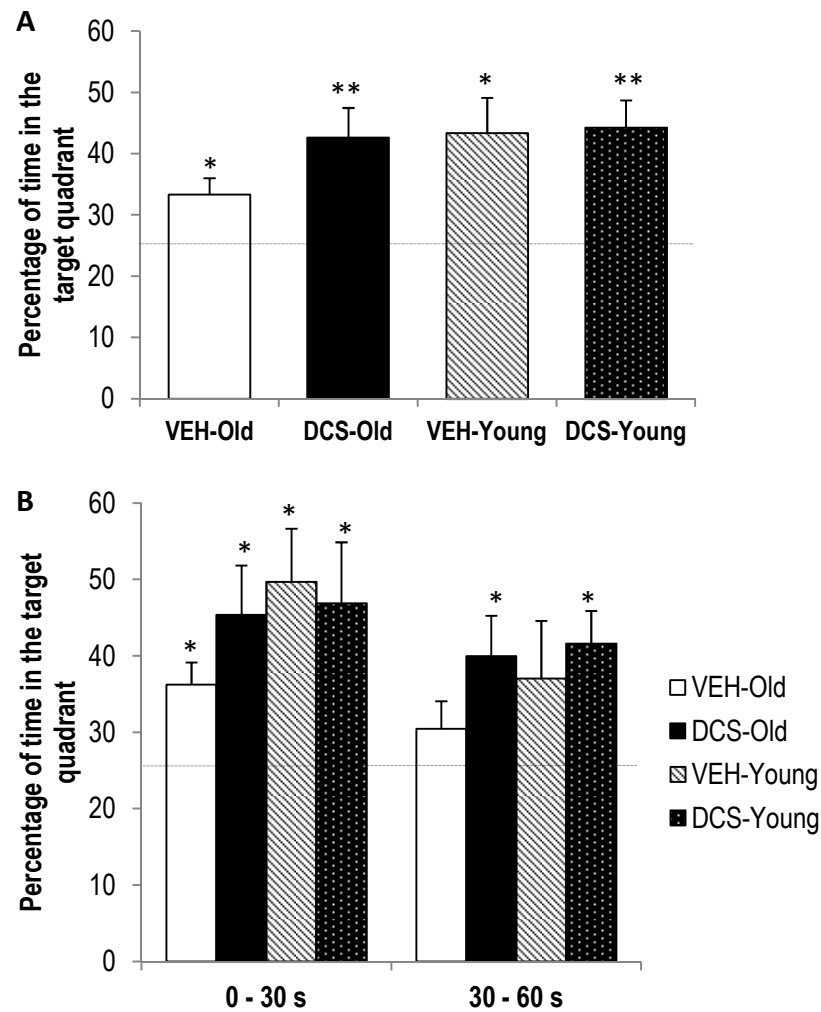 A
Percentage of time in the
target quadrant
60
50
40
30
20
10
0
*
**
*
**
VEH-Old DCS-Old VEH-Young DCS-Young
B
Percentage of time in the target
quadrant
60
50
40
30
20
10
0
*
*
*
*
*
*
0 - 30 s 30 - 60 s
VEH-Old
DCS-Old
VEH-Young
DCS-Young